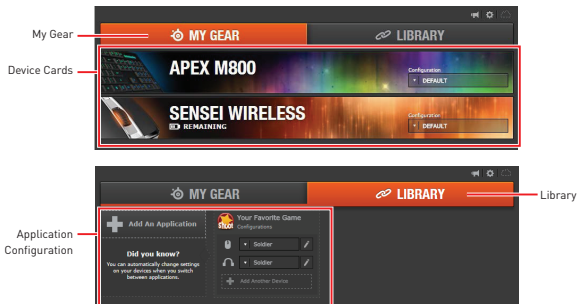 My Gear
MY GEAR
LIBRARY
Device Cards
APEX M800
Configuration
DEFAULT
SENSEI WIRELESS
REMAINING
Configuration
DEFAULT
MY GEAR
LIBRARY
Library
Application
Configuration
Add An Application
Did you know?
You can automatically change settings
on your devices when you switch
between applications.
Your Favorite Game
Configurations
Soldier
Soldier
Add Another Device